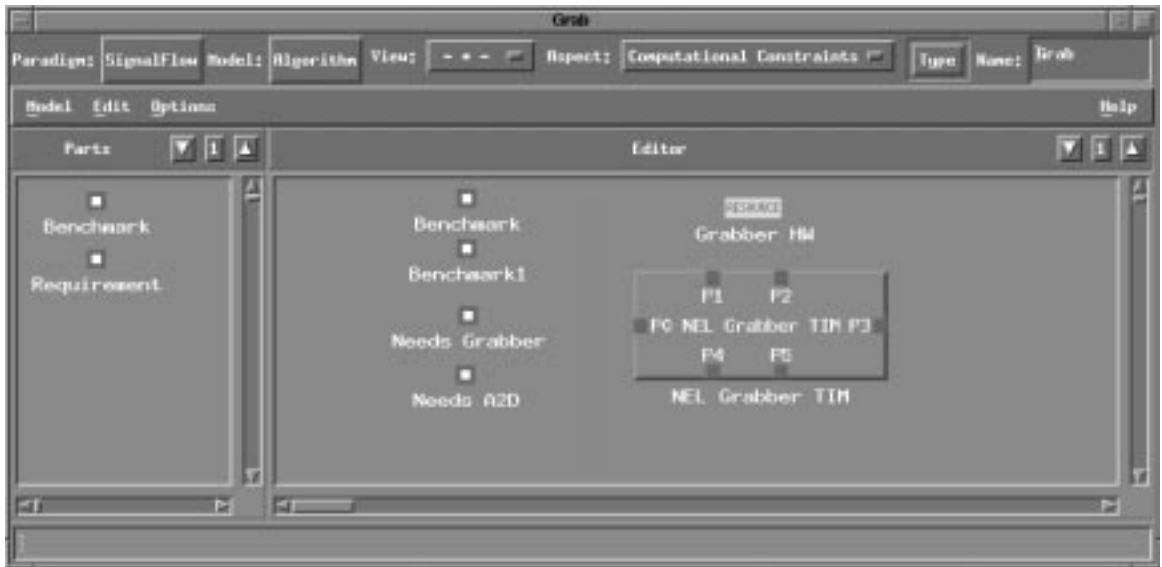 Grab
Paradigm: SignalFlow Model: Algorithm View: - * - Aspect: Computational Constraints Type Name: Grab
Model Edit Options Help
Parts 1 Editor 1
Benchmark
Requirement
Benchmark
Benchmark1
Needs Grabber
Needs A2D
RESOURCE
Grabber HW
P1 P2
P0 NEL Grabber TIM P3
P4 P5
NEL Grabber TIM